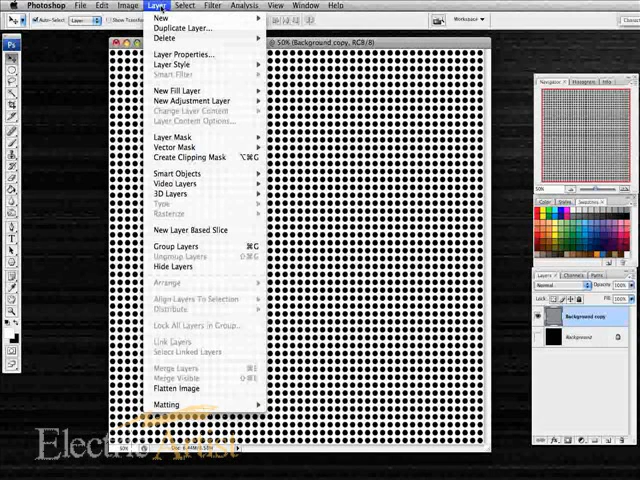 Photoshop File Edit Image Layer Select Filter Analysis View Window Help
Auto-Select: Layer Workspace
50% (Background copy, RGB/8)
New
Duplicate Layer...
Delete
Layer Properties...
Layer Style
Smart Filter
New Fill Layer
New Adjustment Layer
Change Layer Content
Layer Content Options...
Layer Mask
Vector Mask
Create Clipping Mask ⌥⌘G
Smart Objects
Video Layers
3D Layers
Type
Rasterize
New Layer Based Slice
Group Layers ⌘G
Ungroup Layers ⇧⌘G
Hide Layers
Arrange
Align Layers To Selection
Distribute
Lock All Layers in Group...
Link Layers
Select Linked Layers
Merge Layers ⌘E
Merge Visible ⇧⌘E
Flatten Image
Matting
Ps
Navigator Histogram Info
50%
Color Styles Swatches
Layers Channels Paths
Normal Opacity: 100%
Lock: Fill: 100%
Background copy
Background
50%
Electric Artist